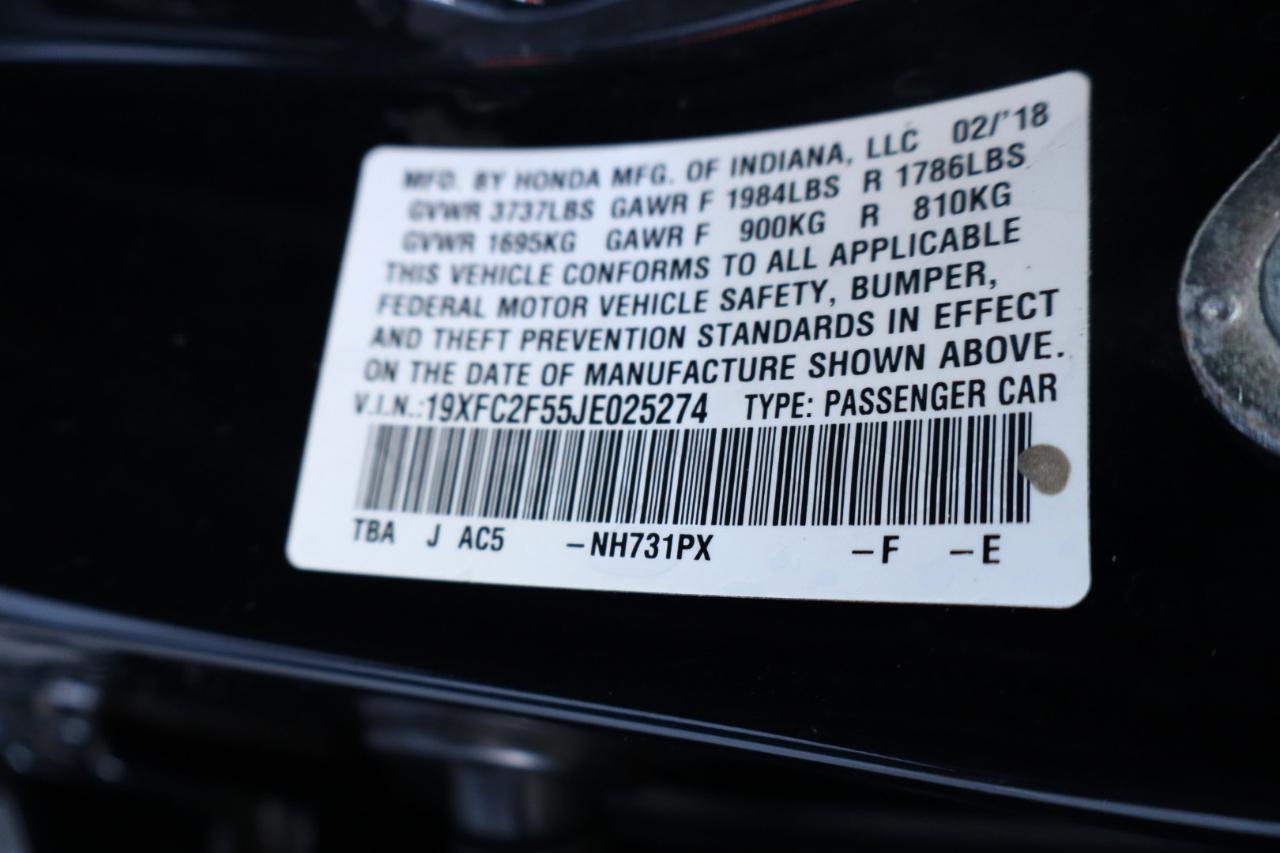 MFD. BY HONDA MFG. OF INDIANA, LLC 02/'18
GVWR 3737LBS GAWR F 1984LBS R 1786LBS
GVWR 1695KG GAWR F 900KG R 810KG
THIS VEHICLE CONFORMS TO ALL APPLICABLE
FEDERAL MOTOR VEHICLE SAFETY, BUMPER,
AND THEFT PREVENTION STANDARDS IN EFFECT
ON THE DATE OF MANUFACTURE SHOWN ABOVE.
V.I.N.:19XFC2F55JE025274 TYPE: PASSENGER CAR
TBA J AC5 -NH731PX -F -E